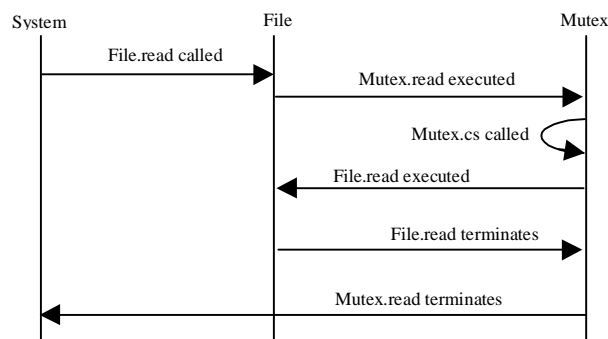 System File Mutex
File.read called
Mutex.read executed
Mutex.cs called
File.read executed
File.read terminates
Mutex.read terminates